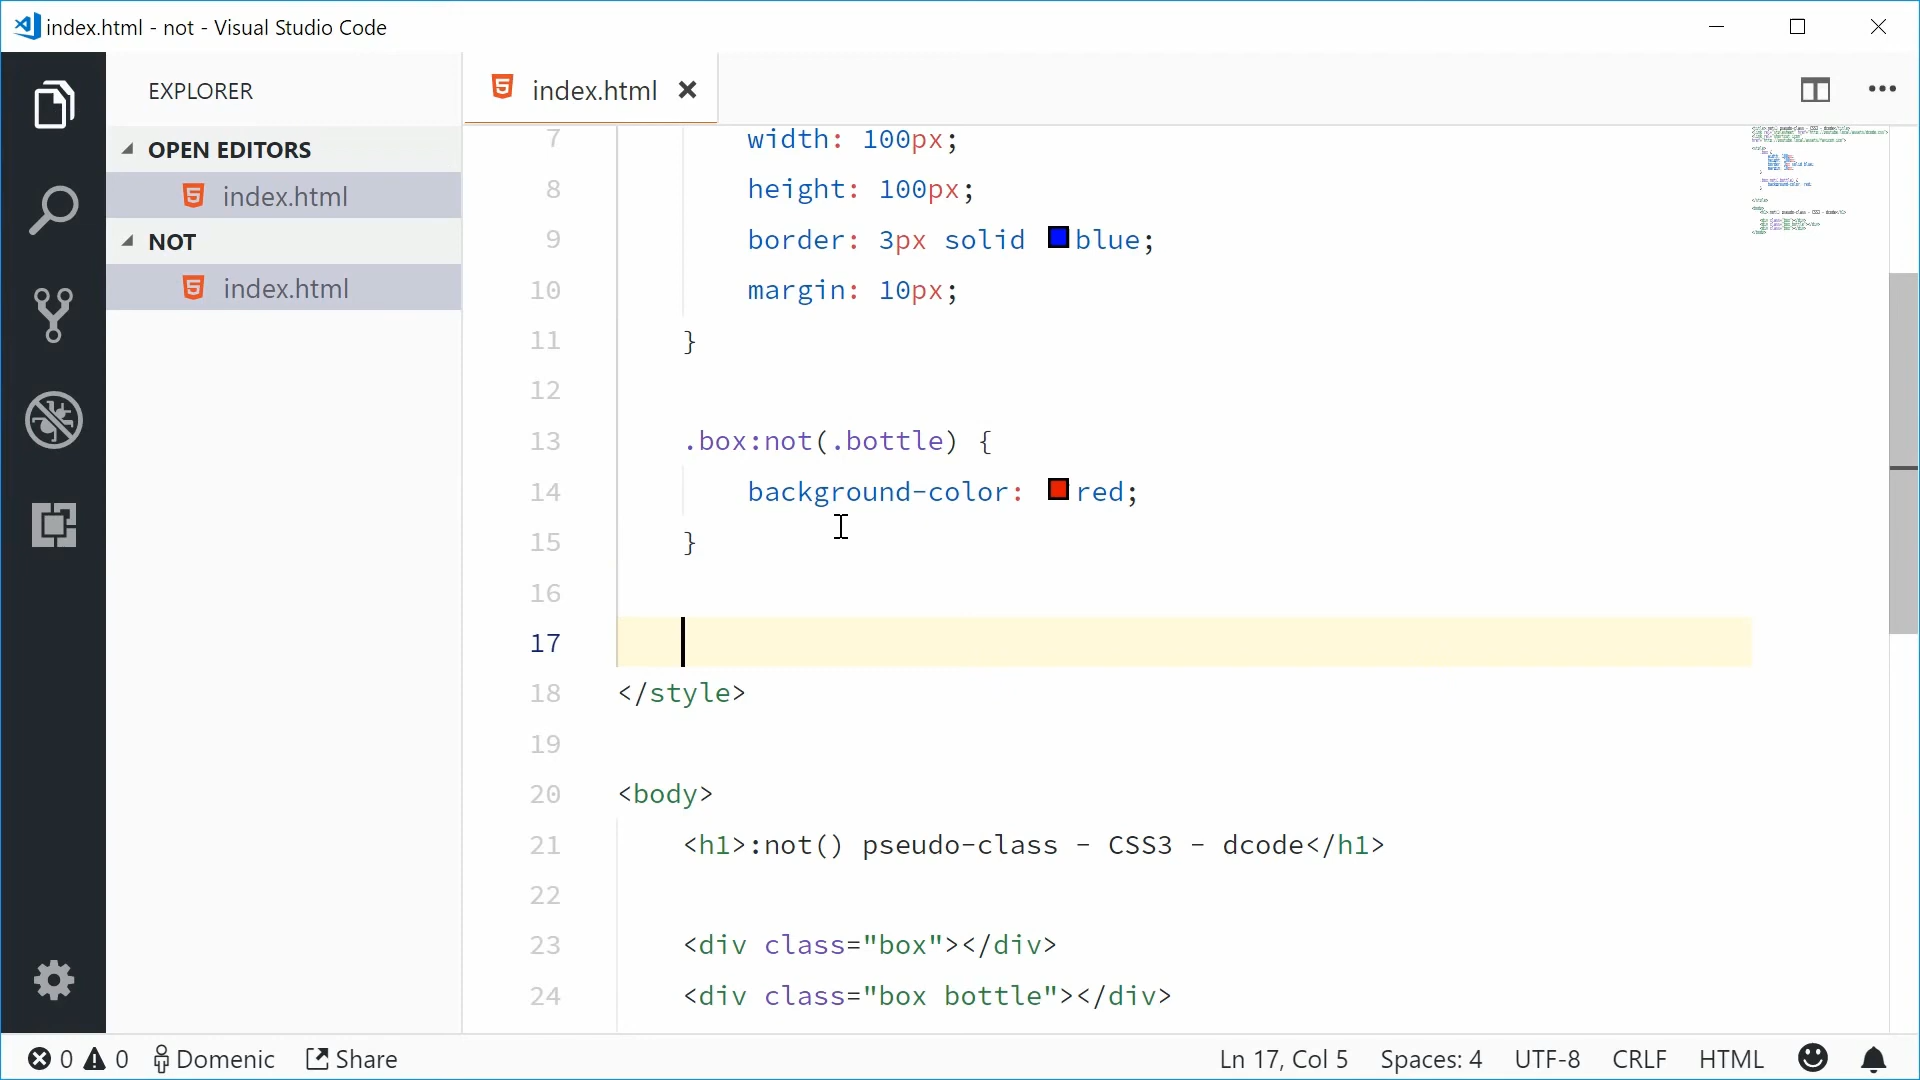 index.html - not - Visual Studio Code
EXPLORER
OPEN EDITORS
index.html
NOT
index.html
index.html
7 width: 100px;
8 height: 100px;
9 border: 3px solid blue;
10 margin: 10px;
11 }
12
13 .box:not(.bottle) {
14 background-color: red;
15 }
16
17
18 </style>
19
20 <body>
21 <h1>:not() pseudo-class - CSS3 - dcode</h1>
22
23 <div class="box"></div>
24 <div class="box bottle"></div>
0 0 Domenic Share Ln 17, Col 5 Spaces: 4 UTF-8 CRLF HTML